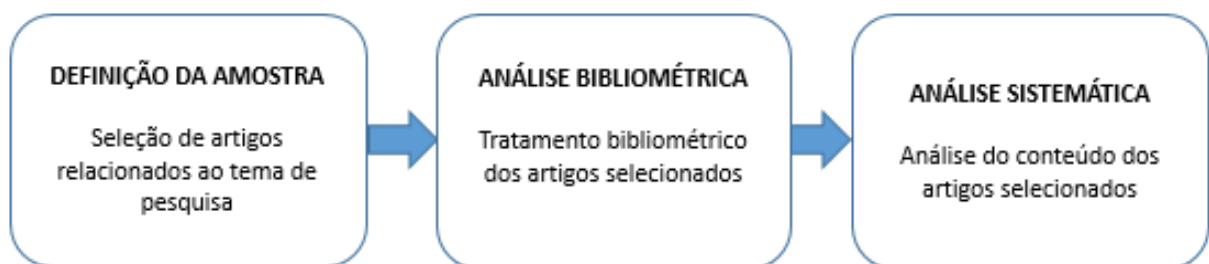 DEFINIÇÃO DA AMOSTRA
Seleção de artigos
relacionados ao tema de
pesquisa
ANÁLISE BIBLIOMÉTRICA
Tratamento bibliométrico
dos artigos selecionados
ANÁLISE SISTEMÁTICA
Análise do conteúdo dos
artigos selecionados